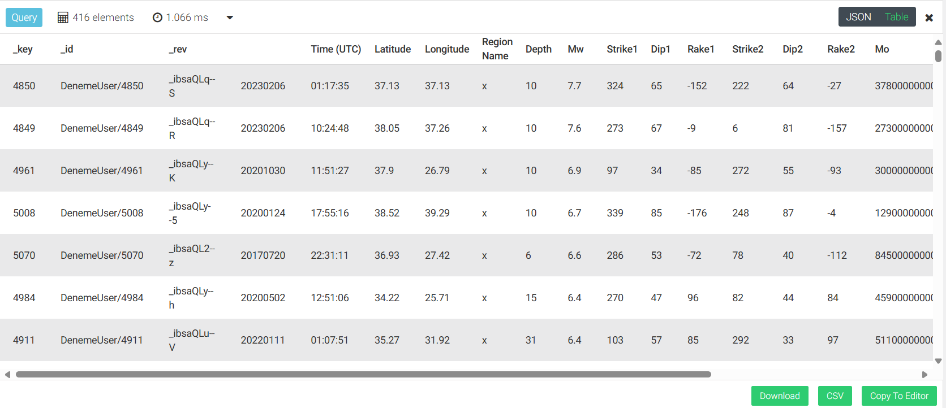 Query 416 elements 1.066 ms JSON Table
_key _id _rev Time (UTC) Latitude Longitude Region Name Depth Mw Strike1 Dip1 Rake1 Strike2 Dip2 Rake2 Mo
4850 DenemeUser/4850 _ibsaQLq--S 20230206 01:17:35 37.13 37.13 x 10 7.7 324 65 -152 222 64 -27 37800000000
4849 DenemeUser/4849 _ibsaQLq--R 20230206 10:24:48 38.05 37.26 x 10 7.6 273 67 -9 6 81 -157 27300000000
4961 DenemeUser/4961 _ibsaQLy--K 20201030 11:51:27 37.9 26.79 x 10 6.9 97 34 -85 272 55 -93 30000000000
5008 DenemeUser/5008 _ibsaQLy--5 20200124 17:55:16 38.52 39.29 x 10 6.7 339 85 -176 248 87 -4 12900000000
5070 DenemeUser/5070 _ibsaQL2--z 20170720 22:31:11 36.93 27.42 x 6 6.6 286 53 -72 78 40 -112 84500000000
4984 DenemeUser/4984 _ibsaQLy--h 20200502 12:51:06 34.22 25.71 x 15 6.4 270 47 96 82 44 84 45900000000
4911 DenemeUser/4911 _ibsaQLu--V 20220111 01:07:51 35.27 31.92 x 31 6.4 103 57 85 292 33 97 51100000000
Download CSV Copy To Editor